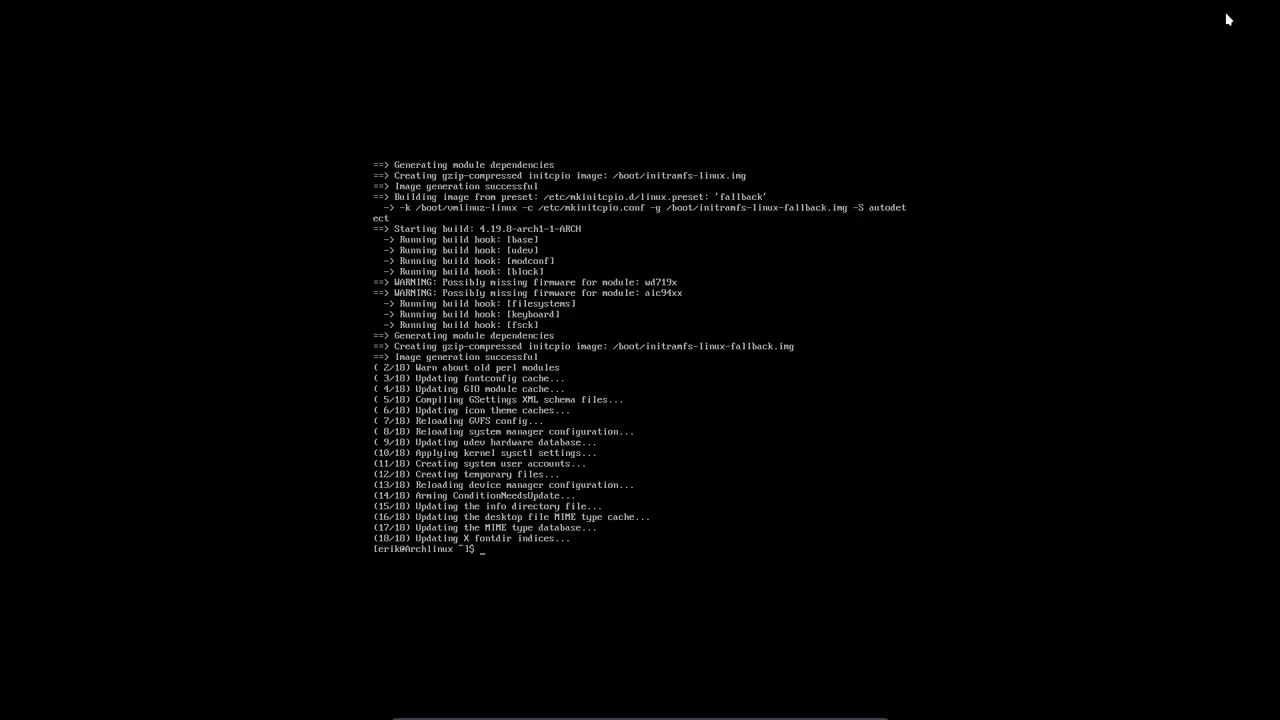 ==> Generating module dependencies
==> Creating gzip-compressed initcpio image: /boot/initramfs-linux.img
==> Image generation successful
==> Building image from preset: /etc/mkinitcpio.d/linux.preset: 'fallback'
  -> -k /boot/vmlinuz-linux -c /etc/mkinitcpio.conf -g /boot/initramfs-linux-fallback.img -S autodet
ect
==> Starting build: 4.19.8-arch1-1-ARCH
  -> Running build hook: [base]
  -> Running build hook: [udev]
  -> Running build hook: [modconf]
  -> Running build hook: [block]
==> WARNING: Possibly missing firmware for module: wd719x
==> WARNING: Possibly missing firmware for module: aic94xx
  -> Running build hook: [filesystems]
  -> Running build hook: [keyboard]
  -> Running build hook: [fsck]
==> Generating module dependencies
==> Creating gzip-compressed initcpio image: /boot/initramfs-linux-fallback.img
==> Image generation successful
( 2/18) Warn about old perl modules
( 3/18) Updating fontconfig cache...
( 4/18) Updating GIO module cache...
( 5/18) Compiling GSettings XML schema files...
( 6/18) Updating icon theme caches...
( 7/18) Reloading GVFS config...
( 8/18) Reloading system manager configuration...
( 9/18) Updating udev hardware database...
(10/18) Applying kernel sysctl settings...
(11/18) Creating system user accounts...
(12/18) Creating temporary files...
(13/18) Reloading device manager configuration...
(14/18) Arming ConditionNeedsUpdate...
(15/18) Updating the info directory file...
(16/18) Updating the desktop file MIME type cache...
(17/18) Updating the MIME type database...
(18/18) Updating X fontdir indices...
[erik@Archlinux ~]$ _